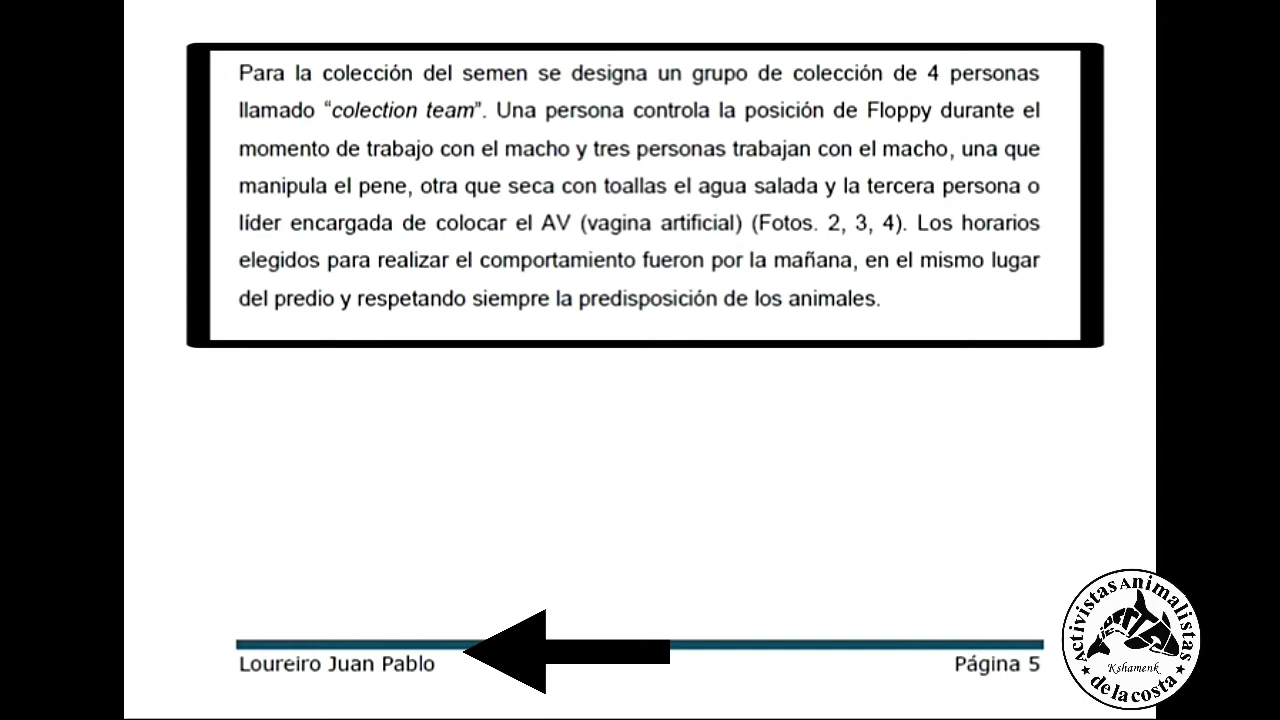 Para la colección del semen se designa un grupo de colección de 4 personas
llamado “colection team”. Una persona controla la posición de Floppy durante el
momento de trabajo con el macho y tres personas trabajan con el macho, una que
manipula el pene, otra que seca con toallas el agua salada y la tercera persona o
líder encargada de colocar el AV (vagina artificial) (Fotos. 2, 3, 4). Los horarios
elegidos para realizar el comportamiento fueron por la mañana, en el mismo lugar
del predio y respetando siempre la predisposición de los animales.
Loureiro Juan Pablo
Página 5
Activistas Animalistas
Kshamenk
de la costa